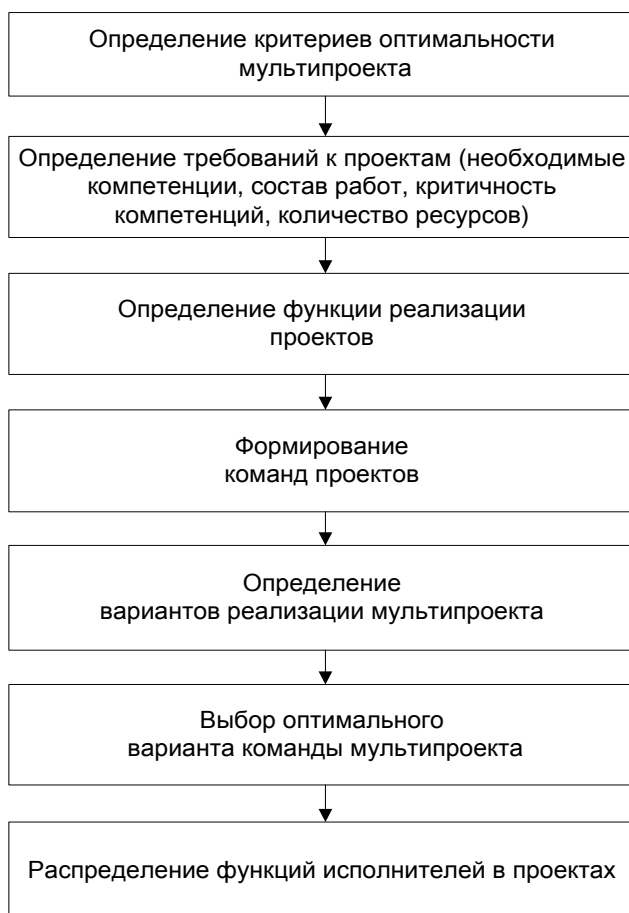 Определение критериев оптимальности
мультипроекта
Определение требований к проектам (необходимые
компетенции, состав работ, критичность
компетенций, количество ресурсов)
Определение функции реализации
проектов
Формирование
команд проектов
Определение
вариантов реализации мультипроекта
Выбор оптимального
варианта команды мультипроекта
Распределение функций исполнителей в проектах